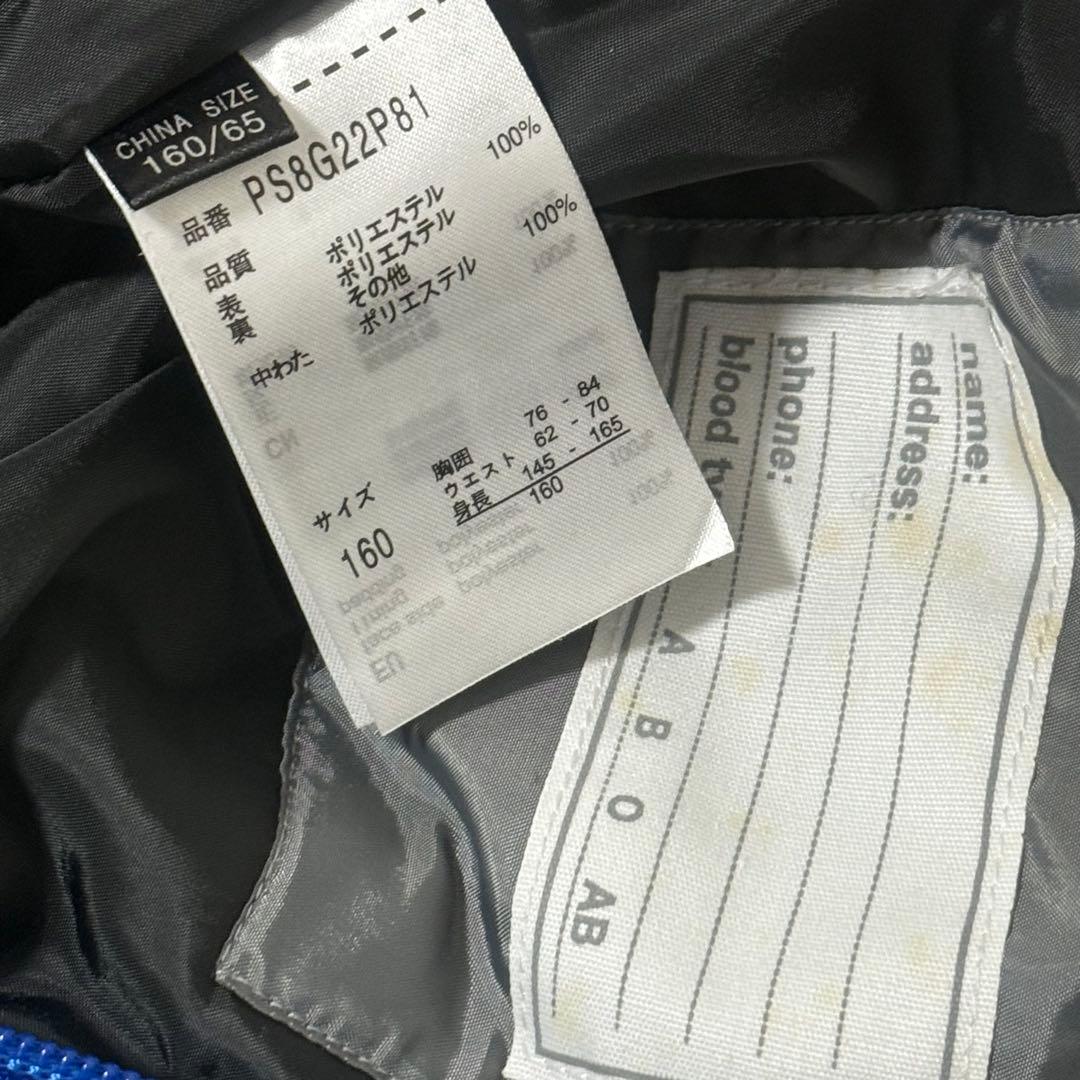 CHINA SIZE
160/65
品番 PS8G22P81
品質
表 ポリエステル 100%
裏 ポリエステル
その他
中わた ポリエステル 100%
サイズ
160
胸囲 76 - 84
ウエスト 62 - 70
身長 145 - 165
160
name:
address:
phone:
blood
A B O AB